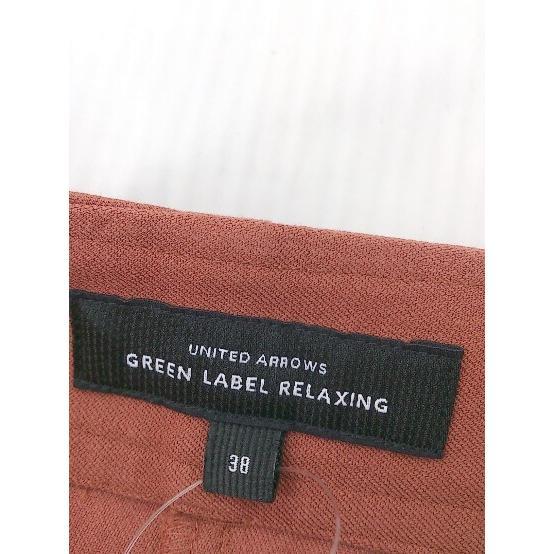 UNITED ARROWS
GREEN LABEL RELAXING
38